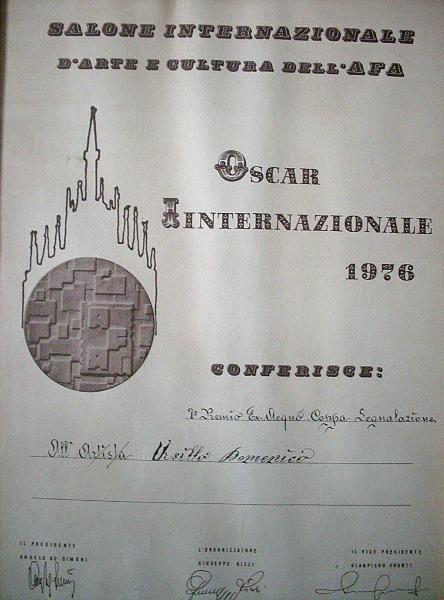 SALONE INTERNAZIONALE
D'ARTE E CULTURA DELL'AFA
OSCAR
INTERNAZIONALE
1976
CONFERISCE:
1° Premio Ex-Aequo Coppa Segnalazione
All' Artista Ursillo Domenico
IL PRESIDENTE
ANGELO DE SIMONI
L'ORGANIZZATORE
GIUSEPPE RIZZI
IL VICE PRESIDENTE
GIANPIERO FRONTI